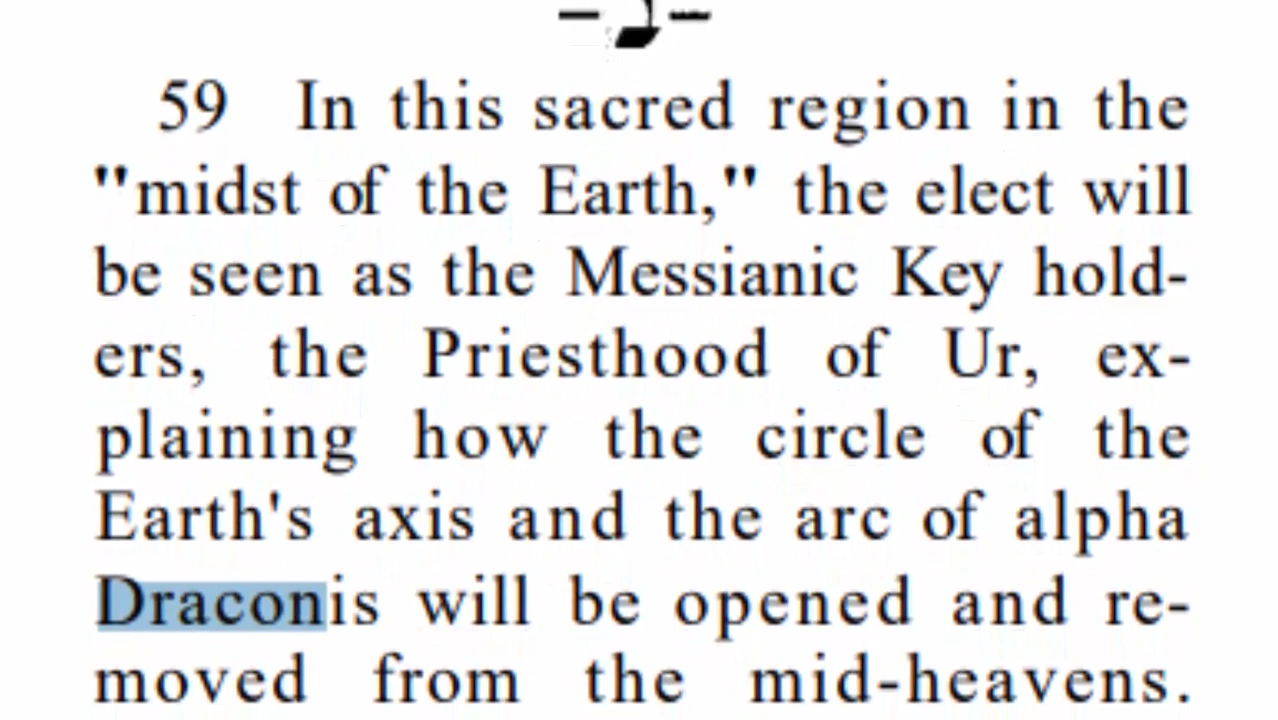 59 In this sacred region in the
"midst of the Earth," the elect will
be seen as the Messianic Key hold-
ers, the Priesthood of Ur, ex-
plaining how the circle of the
Earth's axis and the arc of alpha
Draconis will be opened and re-
moved from the mid-heavens.